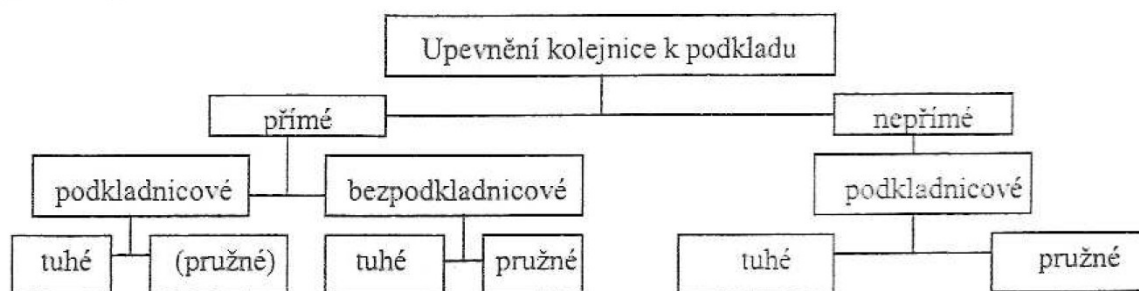 Upevnění kolejnice k podkladu
přímé
nepřímé
podkladnicové
bezpodkladnicové
podkladnicové
tuhé
(pružné)
tuhé
pružné
tuhé
pružné